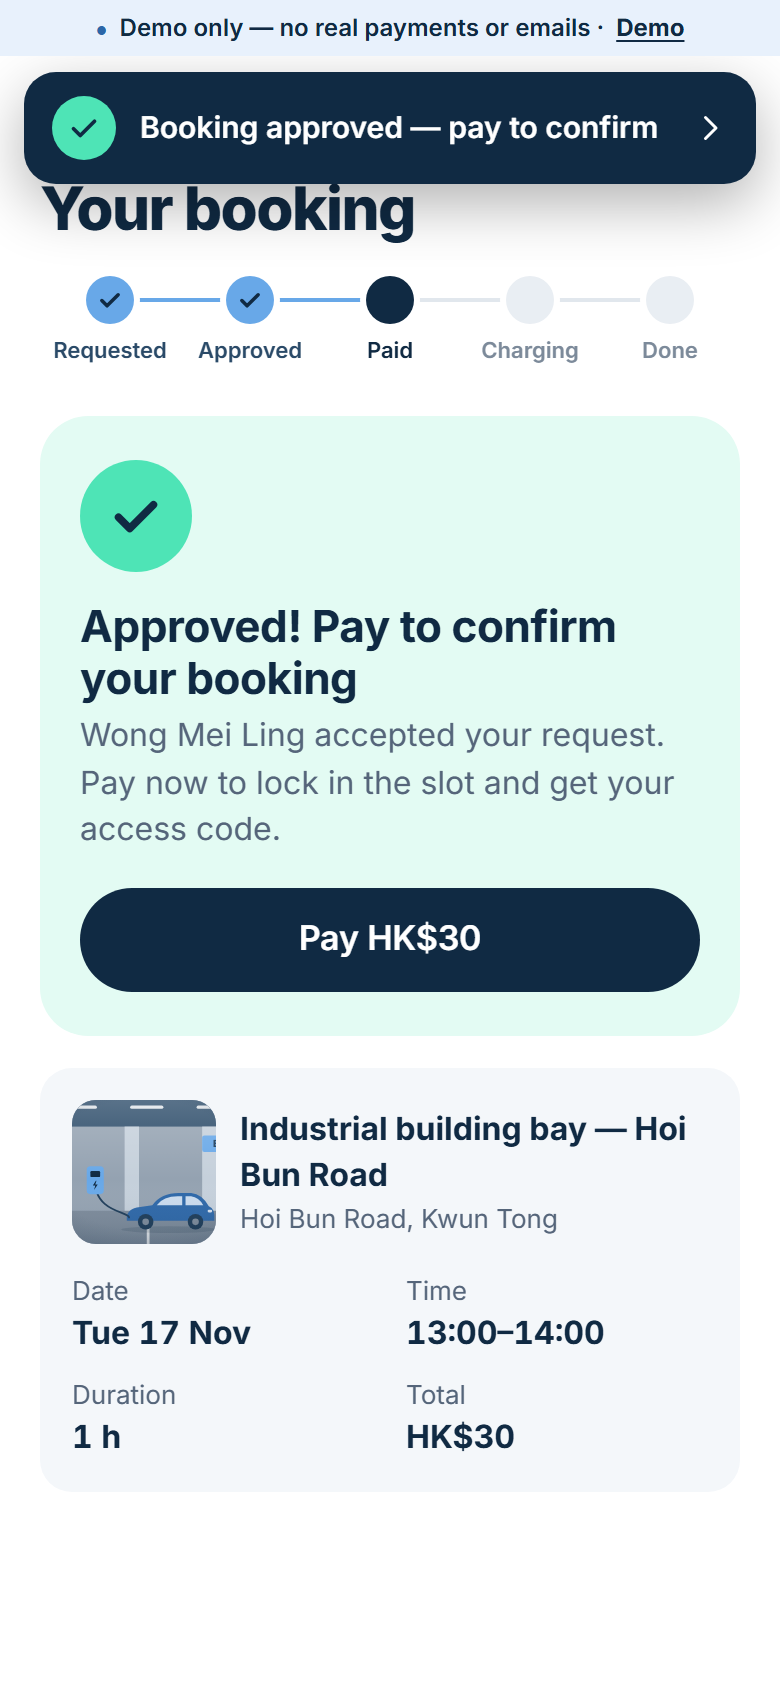 Demo only — no real payments or emails · Demo
Booking approved — pay to confirm
Your booking
Requested Approved Paid Charging Done
Approved! Pay to confirm
your booking
Wong Mei Ling accepted your request.
Pay now to lock in the slot and get your
access code.
Pay HK$30
Industrial building bay — Hoi
Bun Road
Hoi Bun Road, Kwun Tong
Date Time
Tue 17 Nov 13:00–14:00
Duration Total
1 h HK$30